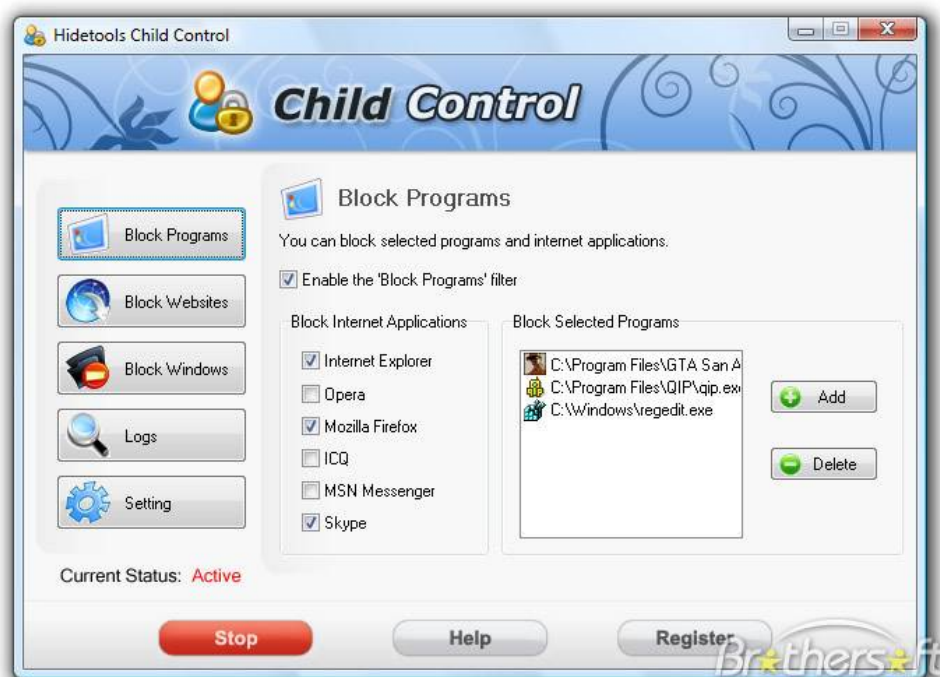 Hidetools Child Control
Child Control
Block Programs
Block Websites
Block Windows
Logs
Setting
Current Status: Active
Block Programs
You can block selected programs and internet applications.
Enable the 'Block Programs' filter
Block Internet Applications
Internet Explorer
Opera
Mozilla Firefox
ICQ
MSN Messenger
Skype
Block Selected Programs
C:\Program Files\GTA San A
C:\Program Files\QIP\qip.exe
C:\Windows\regedit.exe
Add
Delete
Stop
Help
Register
Brothersoft